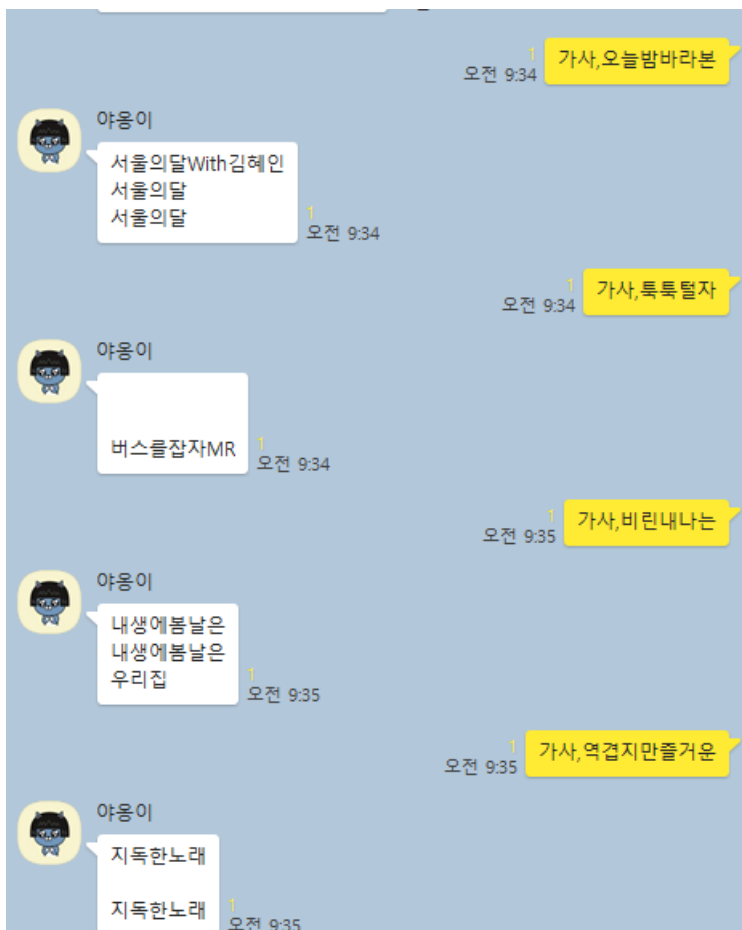 가사,오늘밤바라본
1
오전 9:34
야옹이
서울의달With김혜인
서울의달
서울의달
1
오전 9:34
가사,툭툭털자
1
오전 9:34
야옹이
버스를잡자MR
1
오전 9:34
가사,비린내나는
1
오전 9:35
야옹이
내생에봄날은
내생에봄날은
우리집
1
오전 9:35
가사,역겹지만즐거운
1
오전 9:35
야옹이
지독한노래
지독한노래
1
오전 9:35